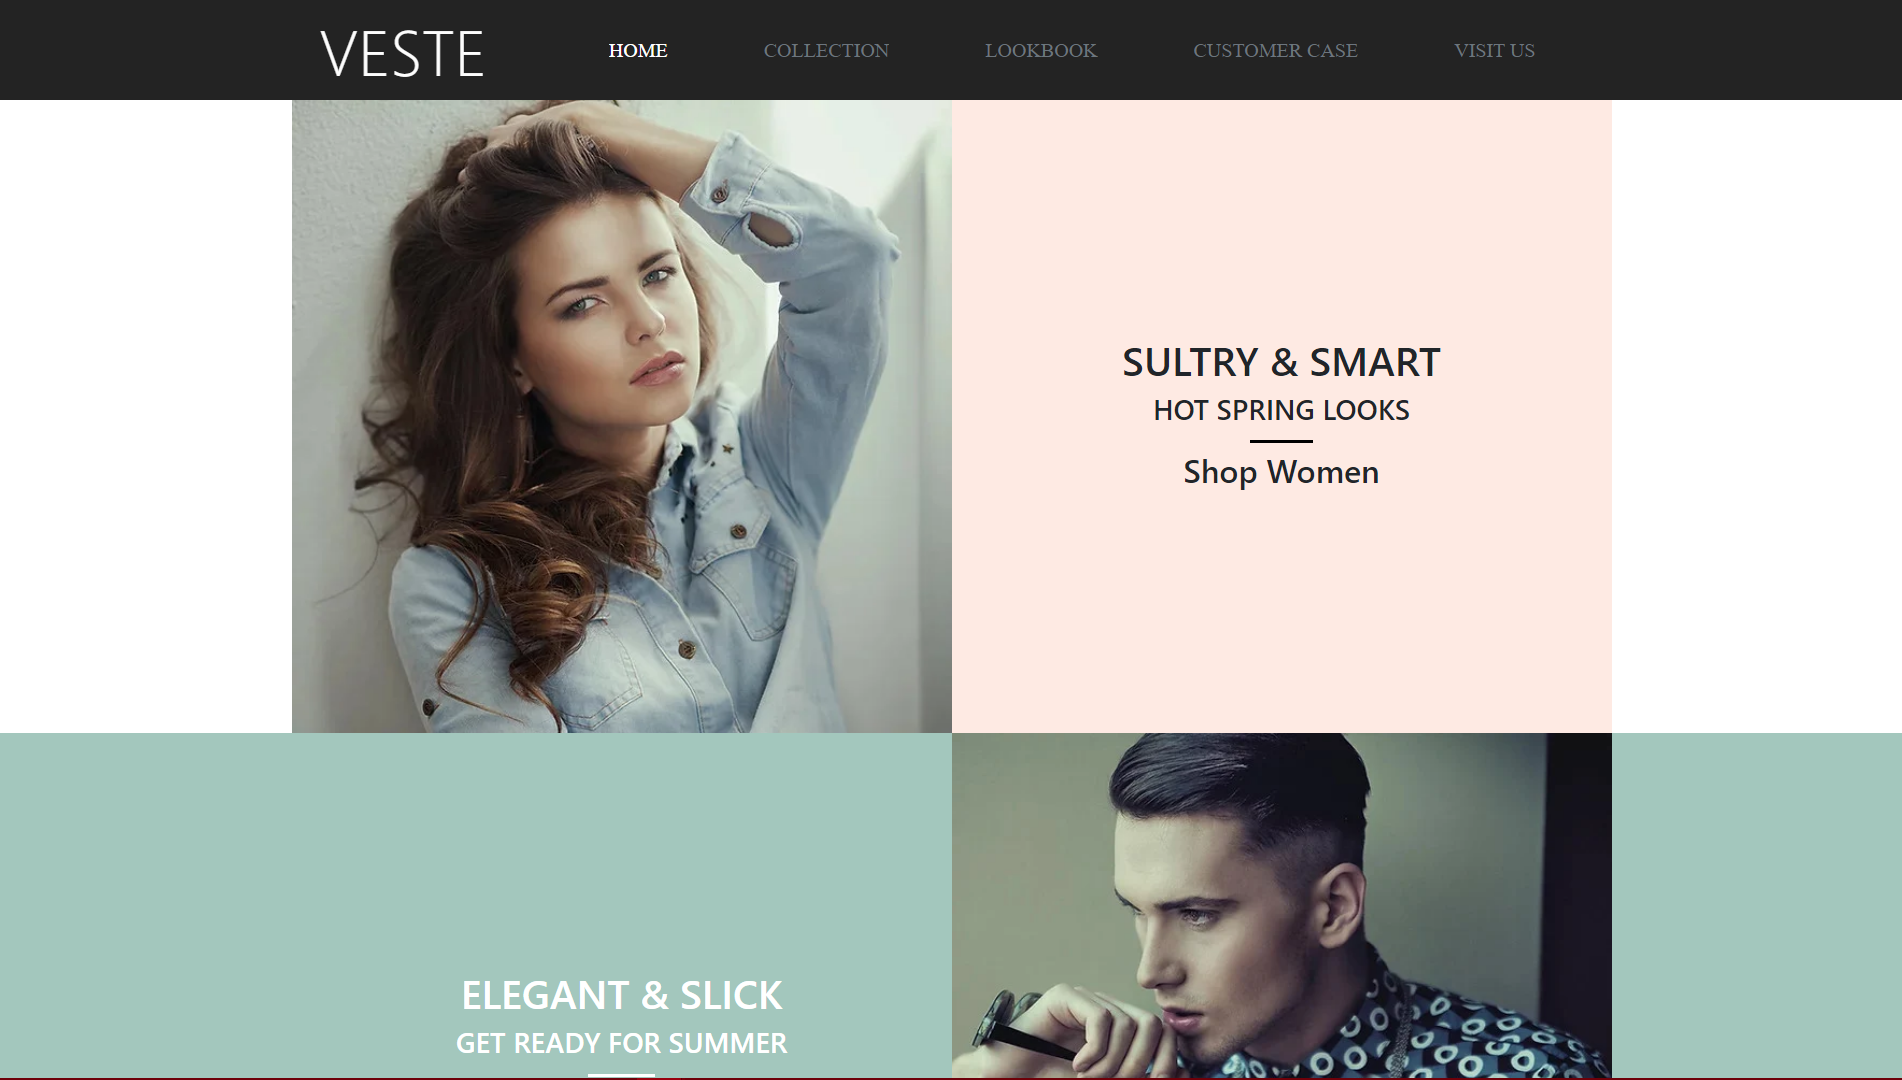 VESTE
HOME COLLECTION LOOKBOOK CUSTOMER CASE VISIT US
SULTRY & SMART
HOT SPRING LOOKS
Shop Women
ELEGANT & SLICK
GET READY FOR SUMMER